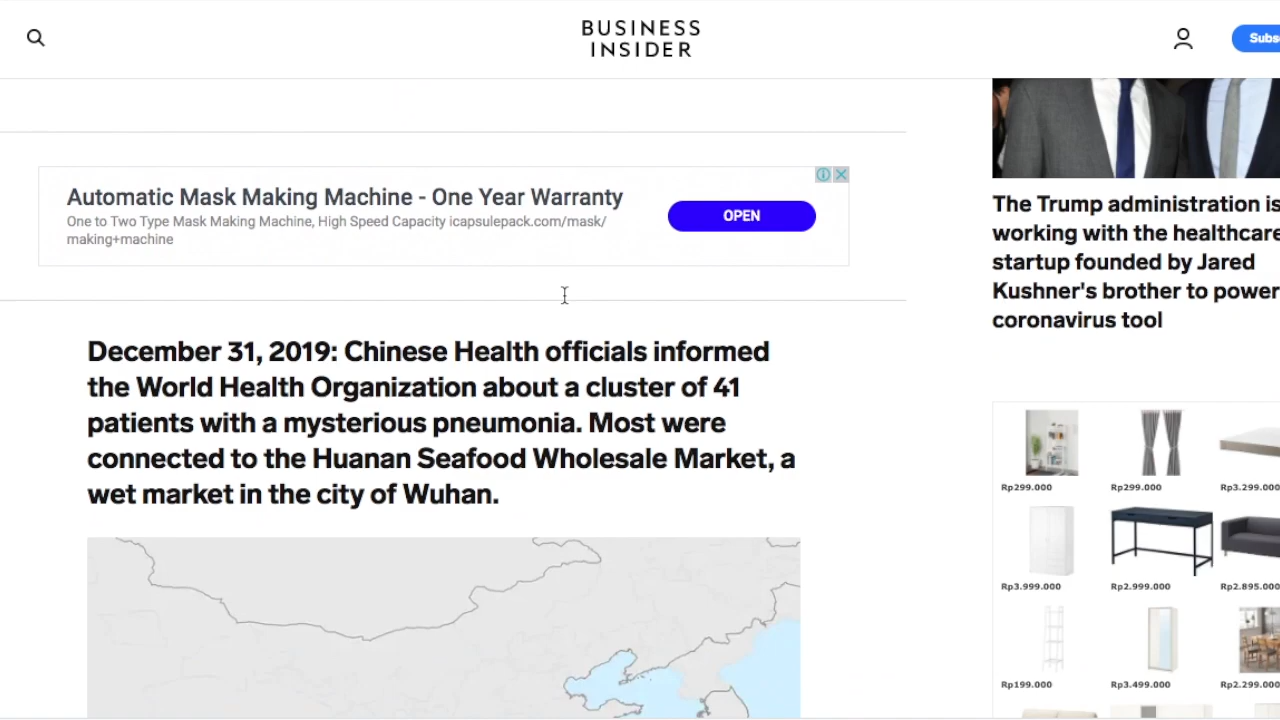 BUSINESS
INSIDER
Subs
Automatic Mask Making Machine - One Year Warranty
One to Two Type Mask Making Machine, High Speed Capacity icapsulepack.com/mask/
making+machine
OPEN
December 31, 2019: Chinese Health officials informed
the World Health Organization about a cluster of 41
patients with a mysterious pneumonia. Most were
connected to the Huanan Seafood Wholesale Market, a
wet market in the city of Wuhan.
The Trump administration is
working with the healthcare
startup founded by Jared
Kushner's brother to power
coronavirus tool
Rp299.000
Rp299.000
Rp3.299.000
Rp3.999.000
Rp2.999.000
Rp2.895.000
Rp199.000
Rp3.499.000
Rp2.299.000